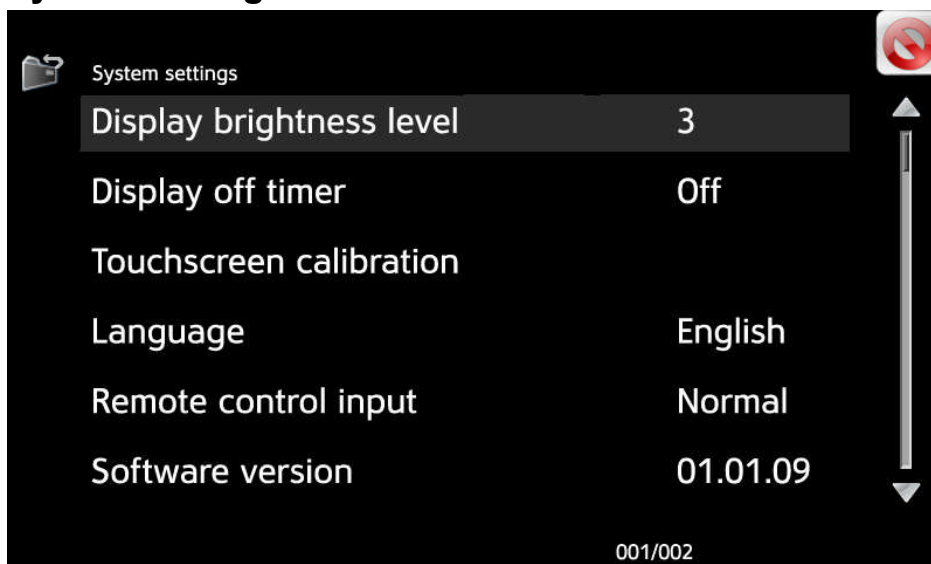 System settings
Display brightness level 3
Display off timer Off
Touchscreen calibration
Language English
Remote control input Normal
Software version 01.01.09
001/002